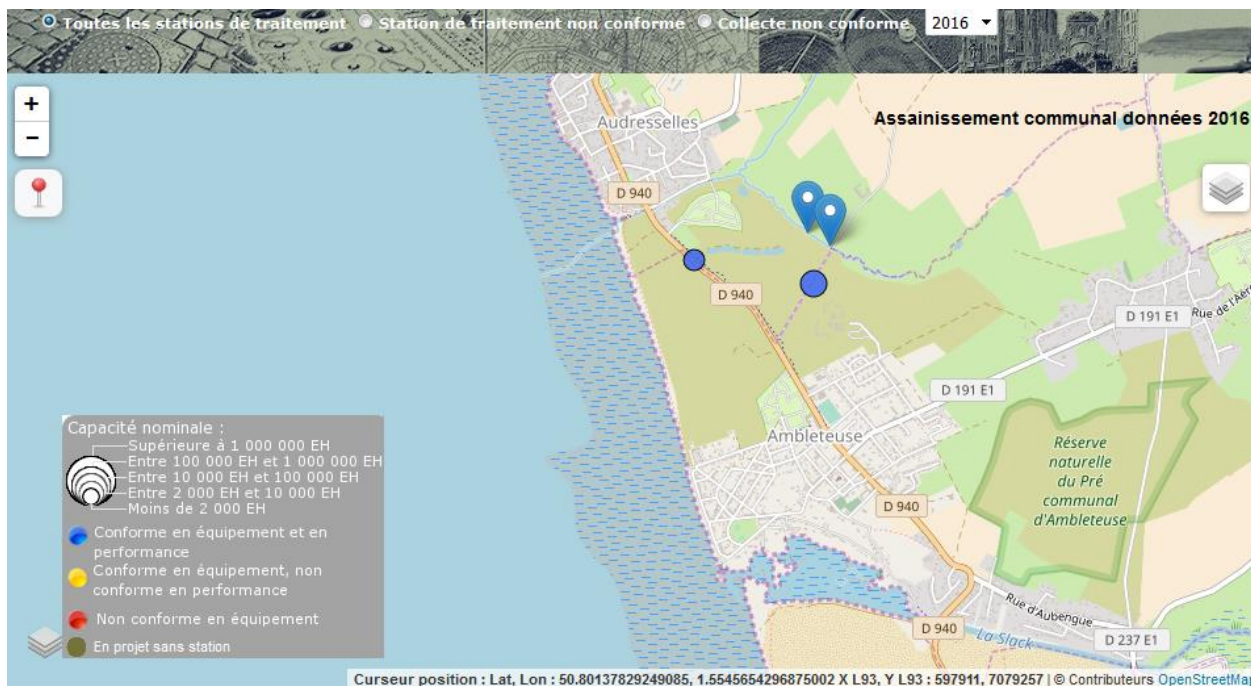 Toutes les stations de traitement Station de traitement non conforme Collecte non conforme 2016
+
−
Assainissement communal données 2016
Audresselles
D 940
D 940
D 191 E1
Rue de l'Aér
D 191 E1
Ambleteuse
Réserve
naturelle
du Pré
communal
d'Ambleteuse
D 940
Rue d'Aubengue
D 940
La Slack
D 237 E1
Capacité nominale :
Supérieure à 1 000 000 EH
Entre 100 000 EH et 1 000 000 EH
Entre 10 000 EH et 100 000 EH
Entre 2 000 EH et 10 000 EH
Moins de 2 000 EH
Conforme en équipement et en
performance
Conforme en équipement, non
conforme en performance
Non conforme en équipement
En projet sans station
Curseur position : Lat, Lon : 50.80137829249085, 1.5545654296875002 X L93, Y L93 : 597911, 7079257 | © Contributeurs OpenStreetMap